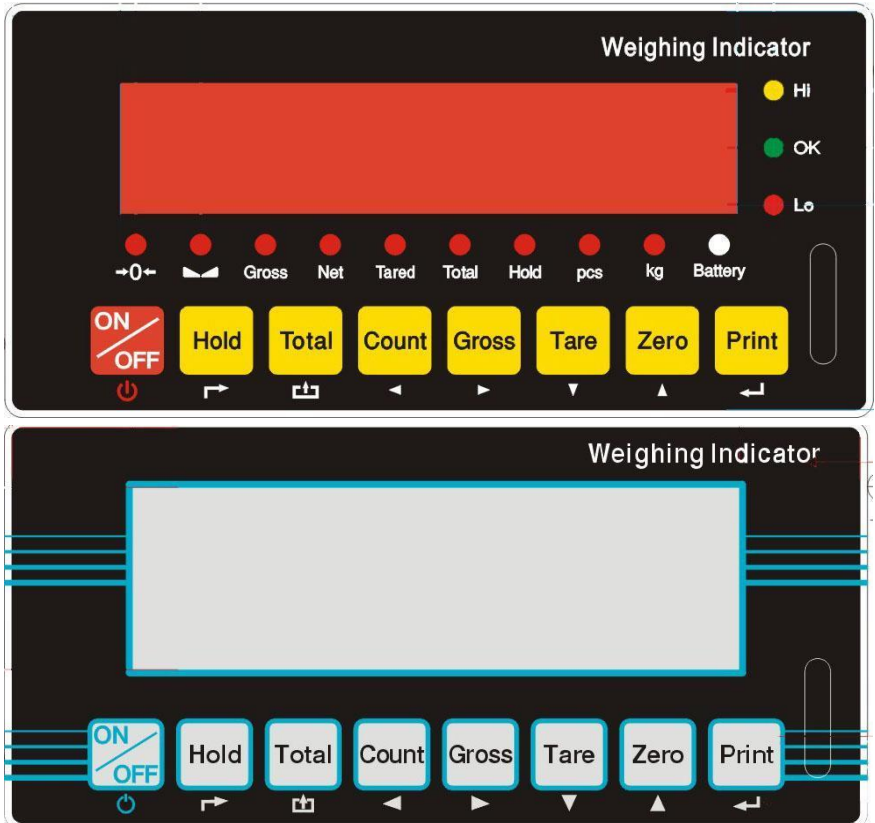 Weighing Indicator
Hi
OK
Lo
→0← Gross Net Tared Total Hold pcs kg Battery
ON
OFF
Hold Total Count Gross Tare Zero Print
Weighing Indicator
ON
OFF
Hold Total Count Gross Tare Zero Print